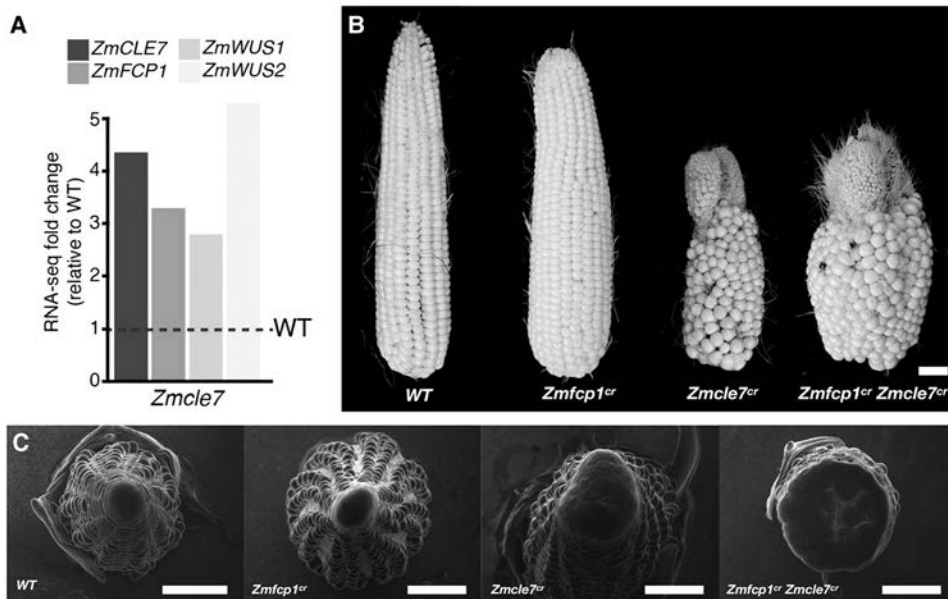 A
ZmCLE7 ZmWUS1
ZmFCP1 ZmWUS2
RNA-seq fold change
(relative to WT)
5
4
3
2
1
0
WT
Zmcle7
B
WT Zmfcp1cr Zmcle7cr Zmfcp1cr Zmcle7cr
C
WT Zmfcp1cr Zmcle7cr Zmfcp1cr Zmcle7cr